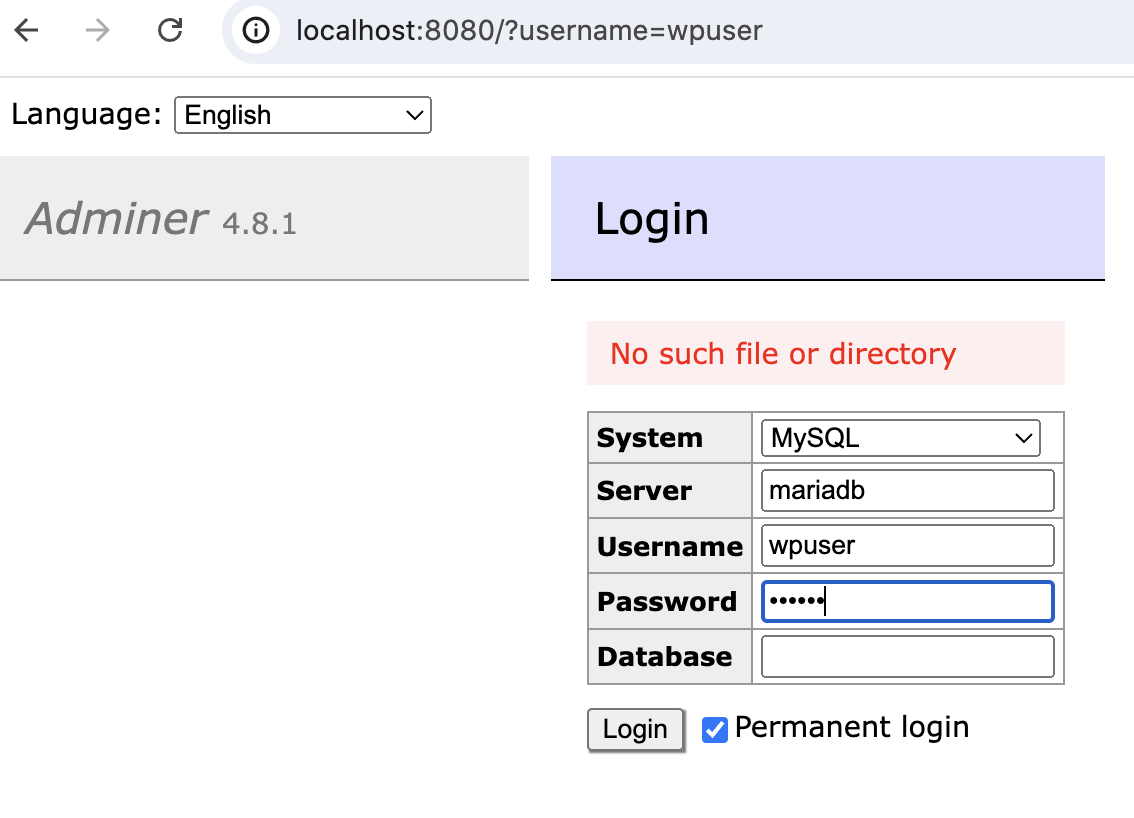 localhost:8080/?username=wpuser
Language: English
Adminer 4.8.1
Login
No such file or directory
System MySQL
Server mariadb
Username wpuser
Password ••••••
Database
Login Permanent login